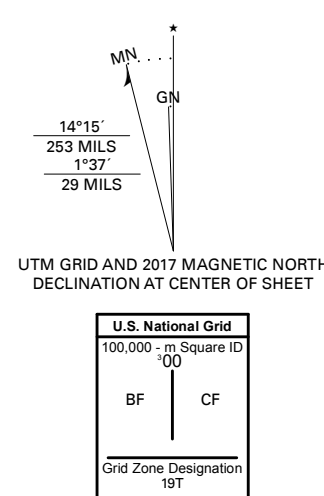 ★
MN
GN
14°15´
253 MILS
1°37´
29 MILS
UTM GRID AND 2017 MAGNETIC NORTH
DECLINATION AT CENTER OF SHEET
U.S. National Grid
100,000 - m Square ID
³00
BF CF
Grid Zone Designation
19T